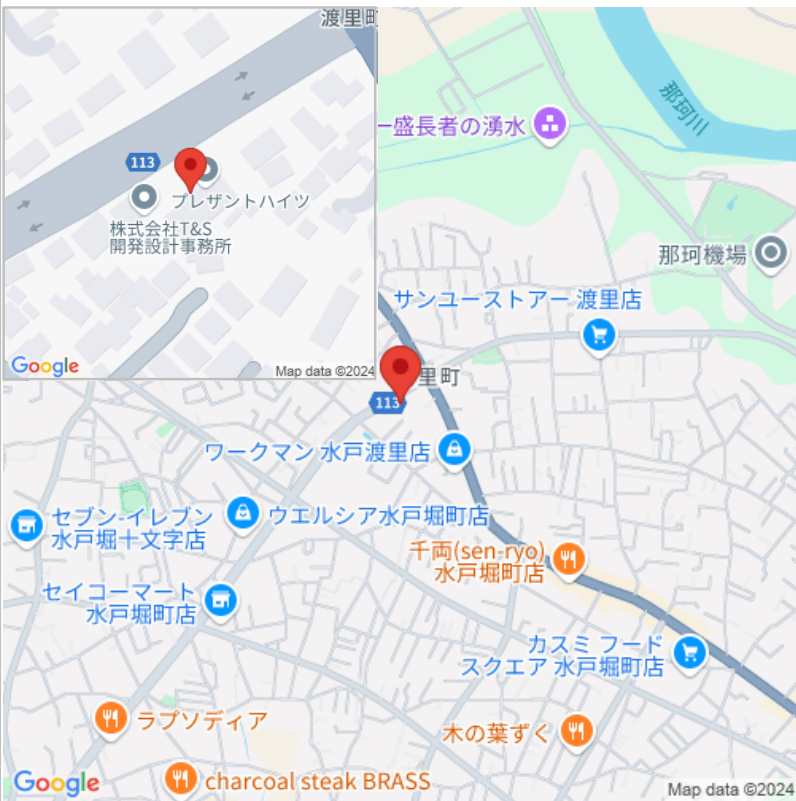 渡里町
113
プレザントハイツ
株式会社T&S
開発設計事務所
Google
Map data ©2024
那珂川
一盛長者の湧水
那珂機場
サンユーストアー 渡里店
里町
113
ワークマン 水戸渡里店
セブン-イレブン
水戸堀十文字店
ウエルシア水戸堀町店
千両(sen-ryo)
水戸堀町店
セイコーマート
水戸堀町店
カスミ フード
スクエア 水戸堀町店
ラプソディア
木の葉ずく
charcoal steak BRASS
Google
Map data ©2024